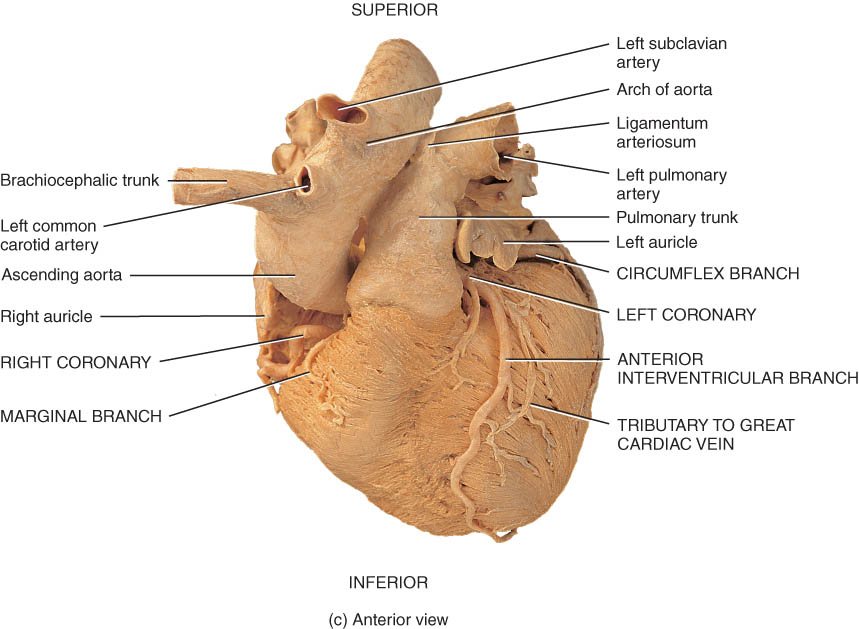 SUPERIOR
Left subclavian
artery
Arch of aorta
Ligamentum
arteriosum
Left pulmonary
artery
Pulmonary trunk
Left auricle
CIRCUMFLEX BRANCH
LEFT CORONARY
ANTERIOR
INTERVENTRICULAR BRANCH
TRIBUTARY TO GREAT
CARDIAC VEIN
Brachiocephalic trunk
Left common
carotid artery
Ascending aorta
Right auricle
RIGHT CORONARY
MARGINAL BRANCH
INFERIOR
(c) Anterior view